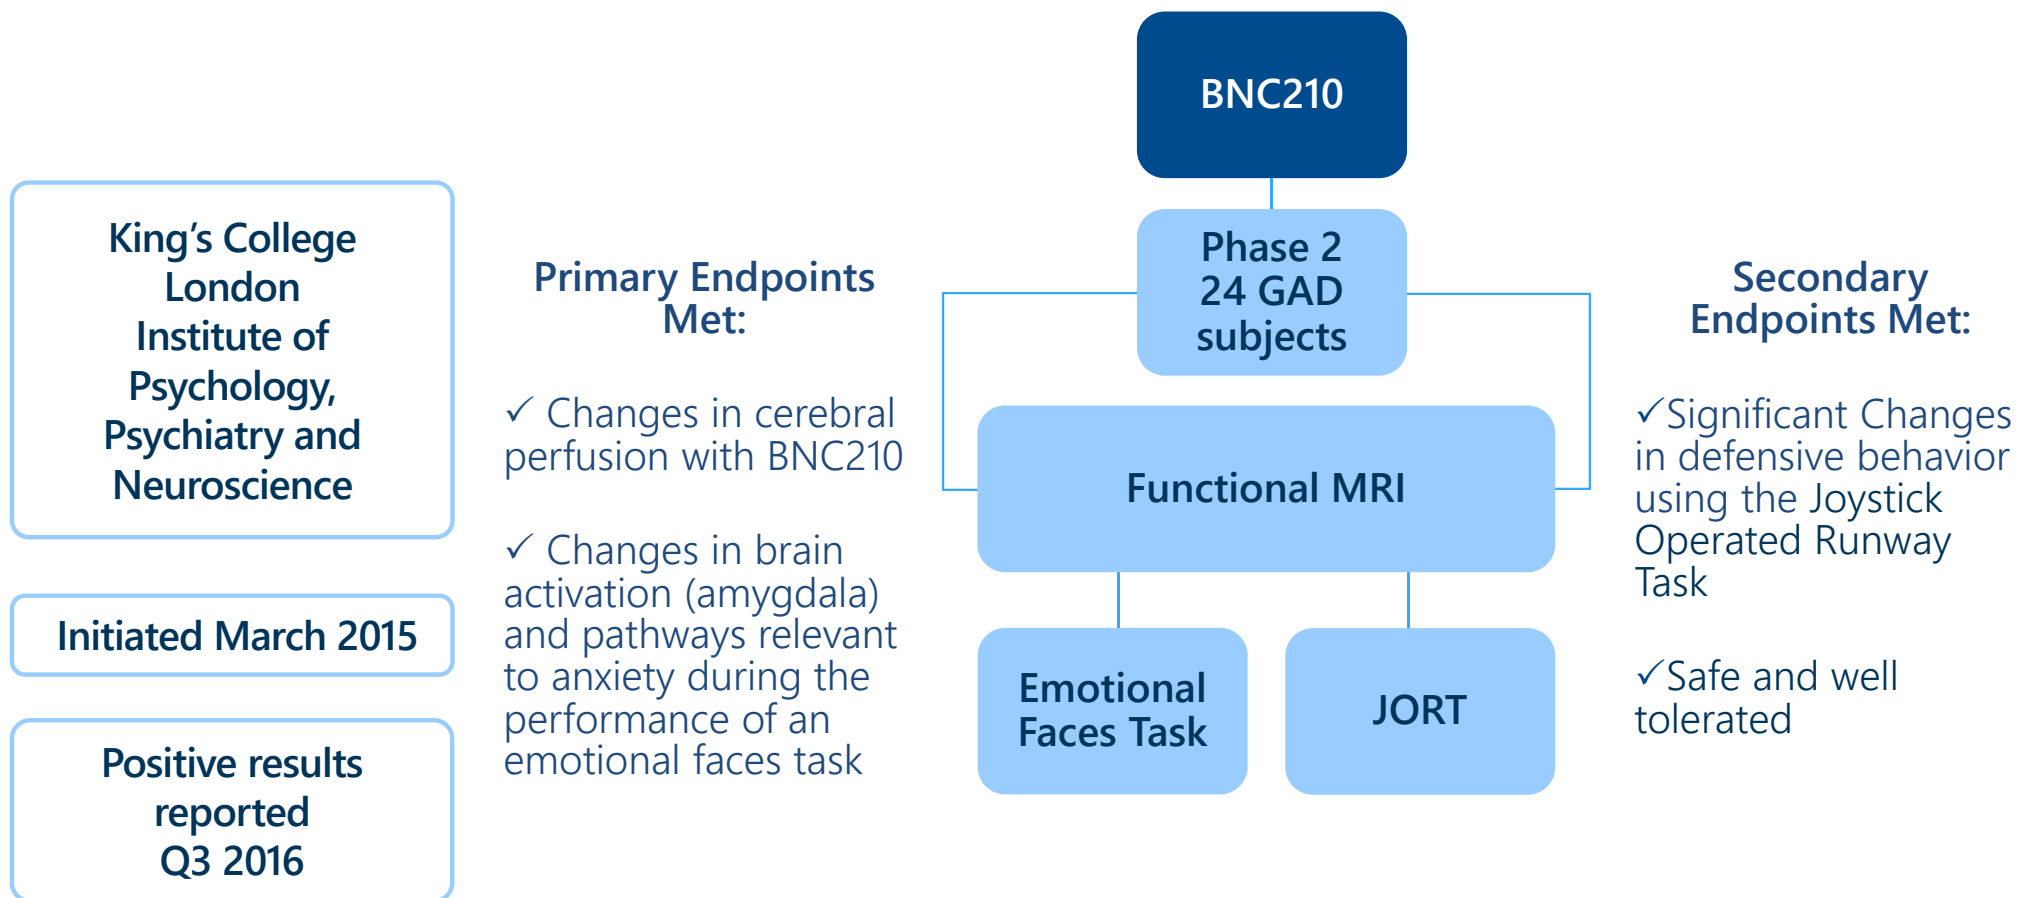 King’s College
London
Institute of
Psychology,
Psychiatry and
Neuroscience
Initiated March 2015
Positive results
reported
Q3 2016
Primary Endpoints
Met:
✓ Changes in cerebral
perfusion with BNC210
✓ Changes in brain
activation (amygdala)
and pathways relevant
to anxiety during the
performance of an
emotional faces task
BNC210
Phase 2
24 GAD
subjects
Functional MRI
Emotional
Faces Task
JORT
Secondary
Endpoints Met:
✓Significant Changes
in defensive behavior
using the Joystick
Operated Runway
Task
✓Safe and well
tolerated